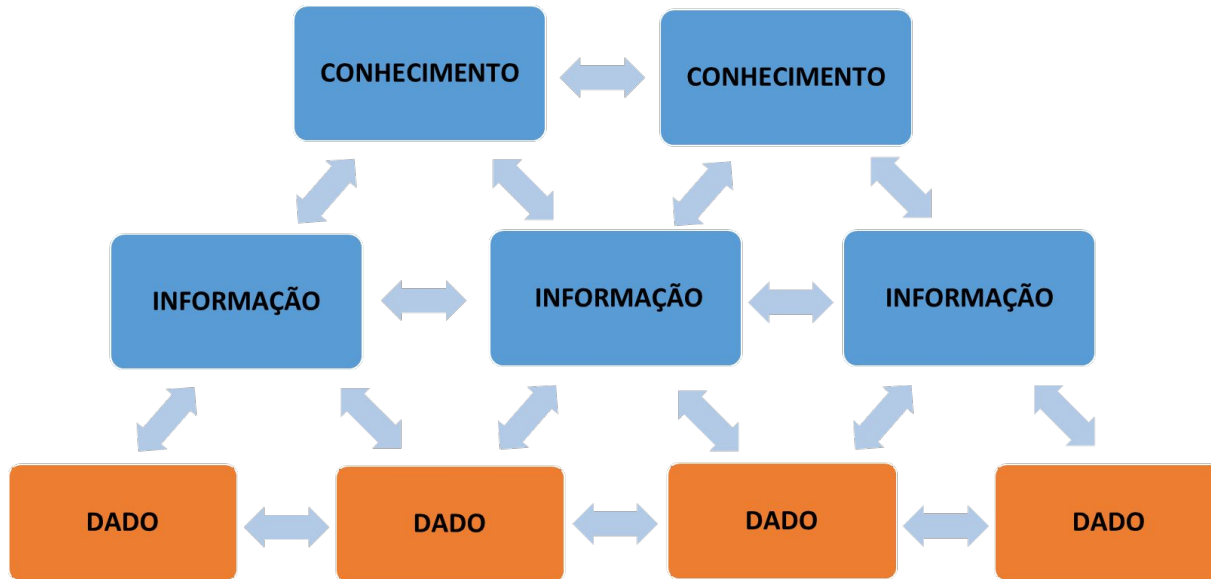 CONHECIMENTO
CONHECIMENTO
INFORMAÇÃO
INFORMAÇÃO
INFORMAÇÃO
DADO
DADO
DADO
DADO